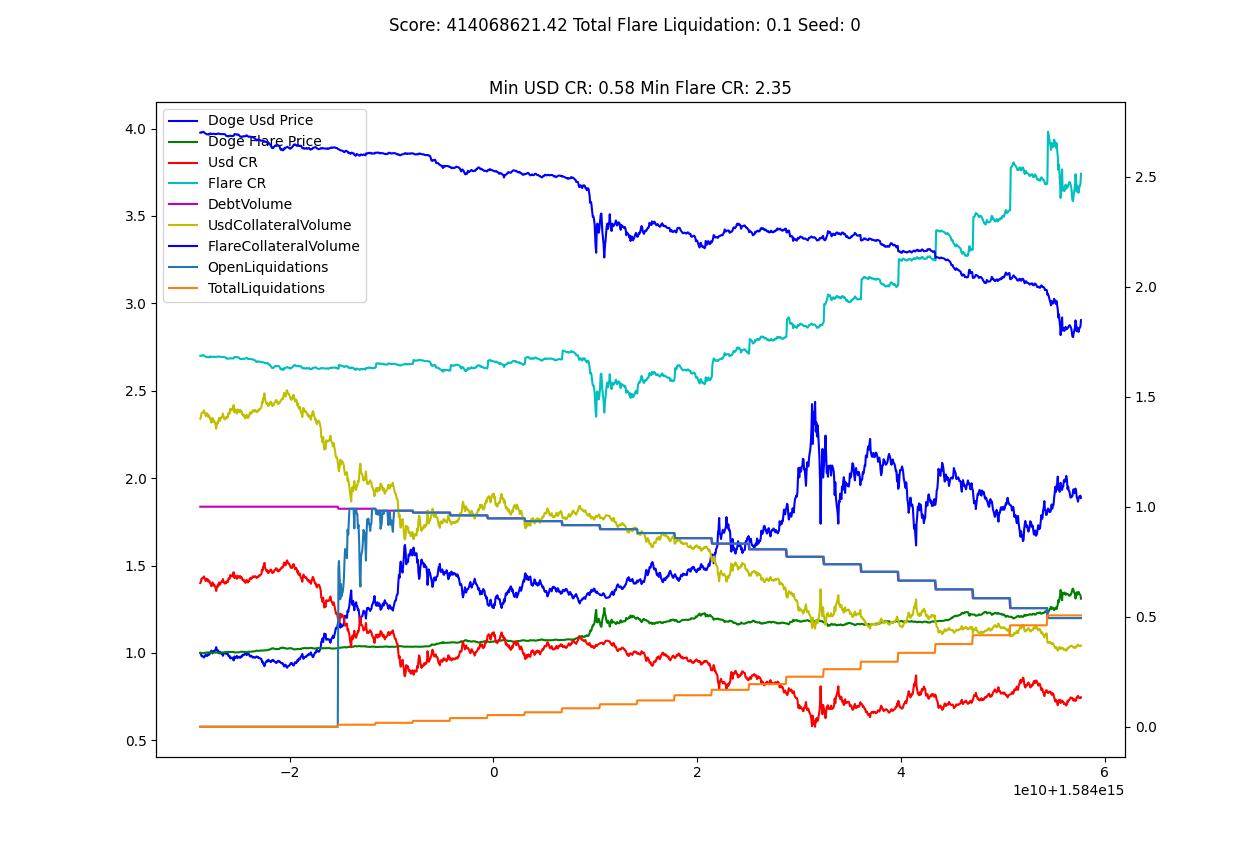 Score: 414068621.42 Total Flare Liquidation: 0.1 Seed: 0
Min USD CR: 0.58 Min Flare CR: 2.35
Doge Usd Price
Doge Flare Price
Usd CR
Flare CR
DebtVolume
UsdCollateralVolume
FlareCollateralVolume
OpenLiquidations
TotalLiquidations
4.0
3.5
3.0
2.5
2.0
1.5
1.0
0.5
2.5
2.0
1.5
1.0
0.5
0.0
−2
0
2
4
6
1e10+1.584e15